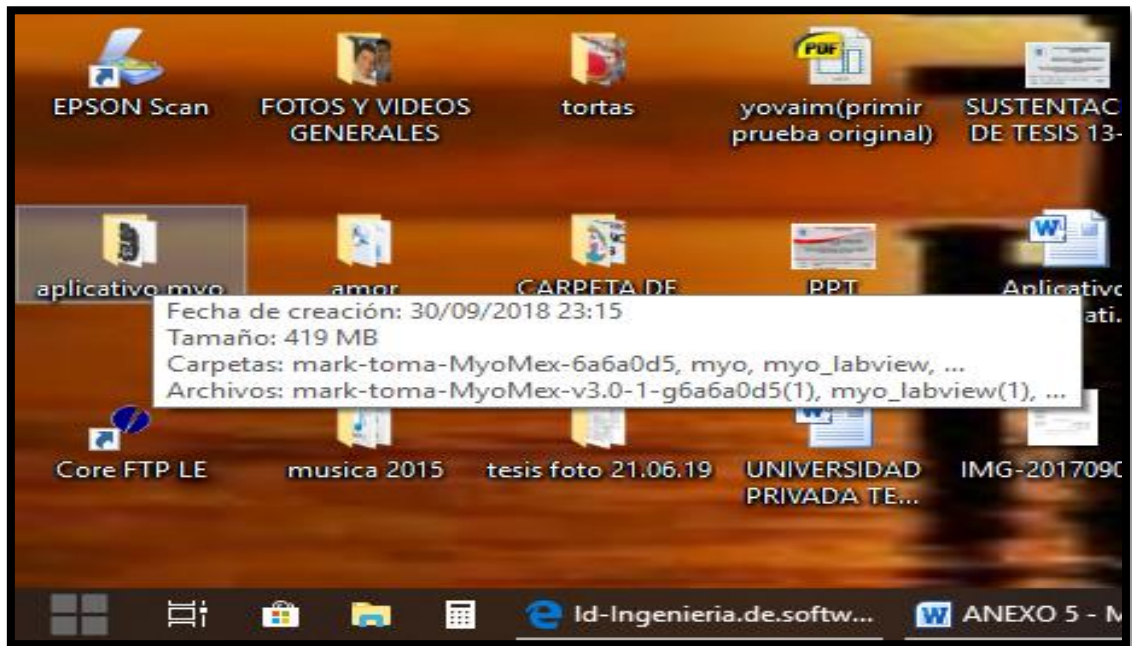 EPSON Scan
FOTOS Y VIDEOS
GENERALES
tortas
PDF
yovaim(primir
prueba original)
SUSTENTAC
DE TESIS 13-
aplicativo myo
amor
CARPETA DE
PPT
Aplicativo
ati.
Fecha de creación: 30/09/2018 23:15
Tamaño: 419 MB
Carpetas: mark-toma-MyoMex-6a6a0d5, myo, myo_labview, ...
Archivos: mark-toma-MyoMex-v3.0-1-g6a6a0d5(1), myo_labview(1), ...
Core FTP LE
musica 2015
tesis foto 21.06.19
UNIVERSIDAD
PRIVADA TE...
IMG-2017090
Id-Ingenieria.de.softw...
ANEXO 5 - M